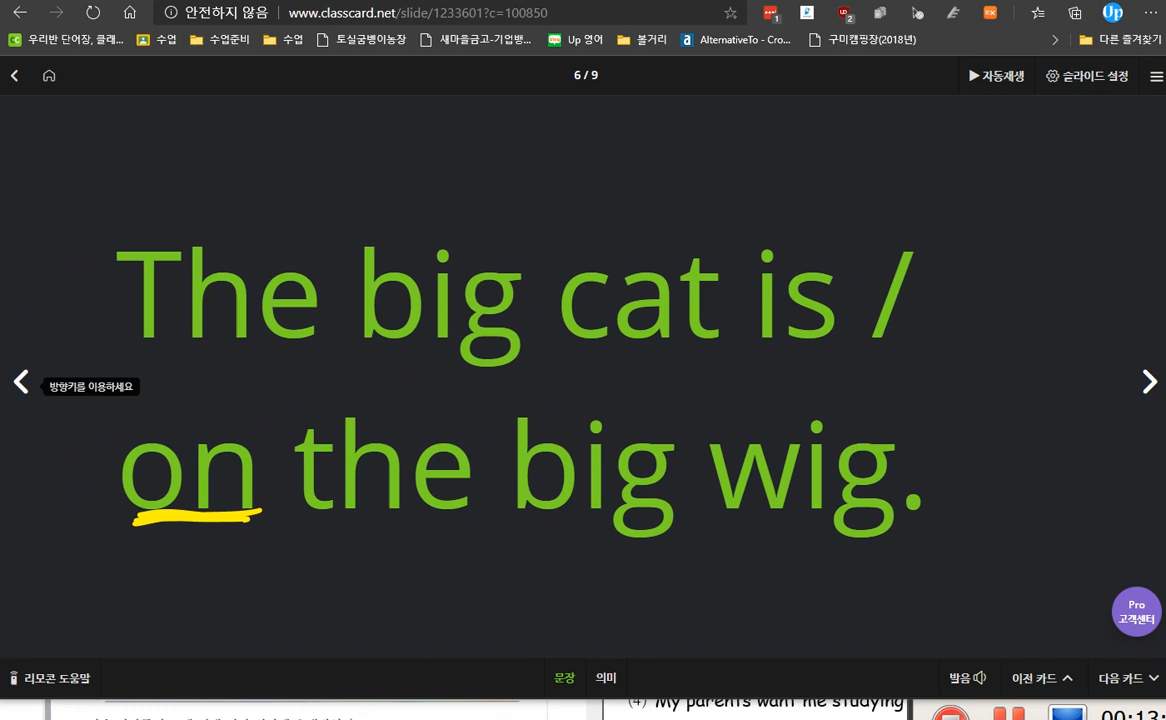 안전하지 않음 www.classcard.net/slide/1233601?c=100850
우리반 단어장, 클래... 수업 수업준비 수업 토실궁뱅이농장 새마을금고-기업뱅... Up 영어 볼거리 AlternativeTo - Cro... 구미캠핑장(2018년) 다른 즐겨찾기
6 / 9 자동재생 슬라이드 설정
The big cat is /
방향키를 이용하세요
on the big wig.
Pro
고객센터
리모콘 도움말 문장 의미 발음 이전 카드 다음 카드
(4) My parents want me studying
00:13: